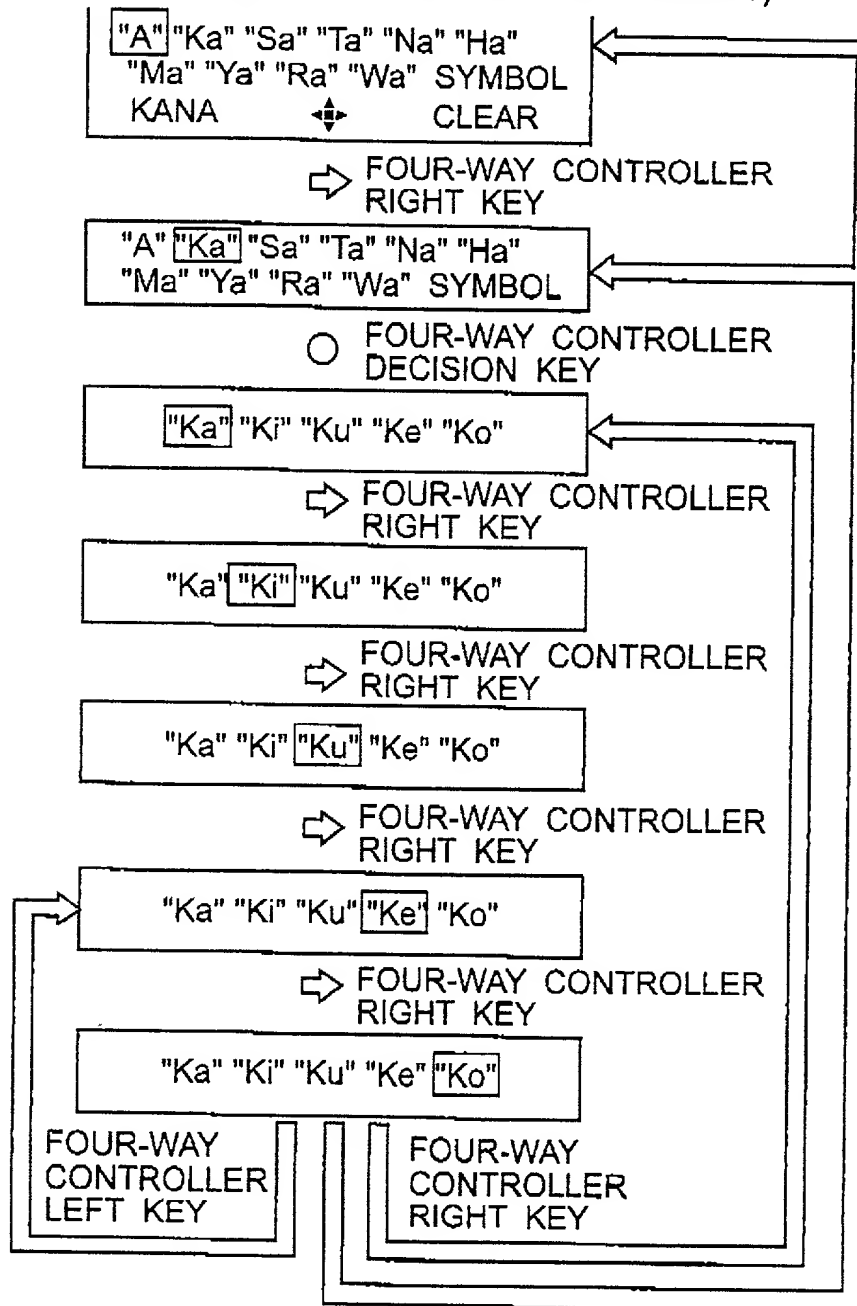 "A" "Ka" "Sa" "Ta" "Na" "Ha"
"Ma" "Ya" "Ra" "Wa" SYMBOL
KANA CLEAR
FOUR-WAY CONTROLLER
RIGHT KEY
"A" "Ka" "Sa" "Ta" "Na" "Ha"
"Ma" "Ya" "Ra" "Wa" SYMBOL
FOUR-WAY CONTROLLER
DECISION KEY
"Ka" "Ki" "Ku" "Ke" "Ko"
FOUR-WAY CONTROLLER
RIGHT KEY
"Ka" "Ki" "Ku" "Ke" "Ko"
FOUR-WAY CONTROLLER
RIGHT KEY
"Ka" "Ki" "Ku" "Ke" "Ko"
FOUR-WAY CONTROLLER
RIGHT KEY
"Ka" "Ki" "Ku" "Ke" "Ko"
FOUR-WAY CONTROLLER
RIGHT KEY
"Ka" "Ki" "Ku" "Ke" "Ko"
FOUR-WAY
CONTROLLER
LEFT KEY
FOUR-WAY
CONTROLLER
RIGHT KEY